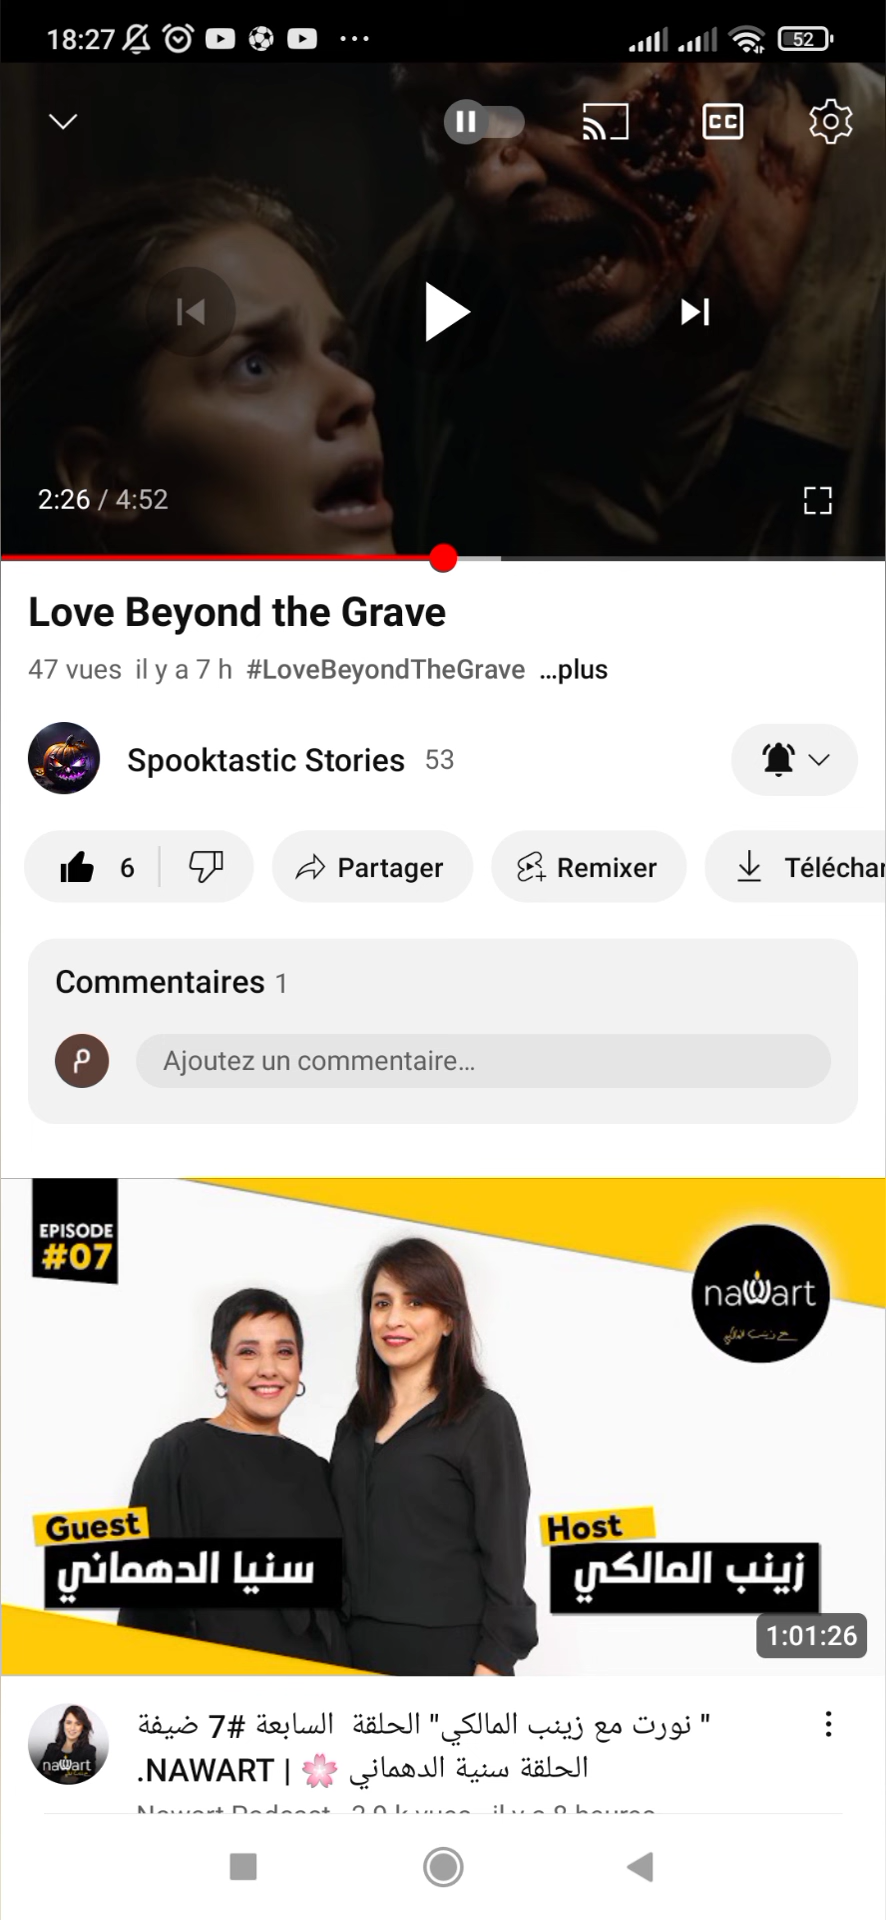 18:27
52
CC
2:26 / 4:52
Love Beyond the Grave
47 vues il y a 7 h #LoveBeyondTheGrave ...plus
Spooktastic Stories 53
6
Partager
Remixer
Téléchar
Commentaires 1
م
Ajoutez un commentaire...
EPISODE
#07
nawart
Guest
سنيا الدهماني
Host
زينب المالكي
1:01:26
" نورت مع زينب المالكي" الحلقة السابعة #7 ضيفة
الحلقة سنية الدهماني 🌸 | NAWART.
nawart